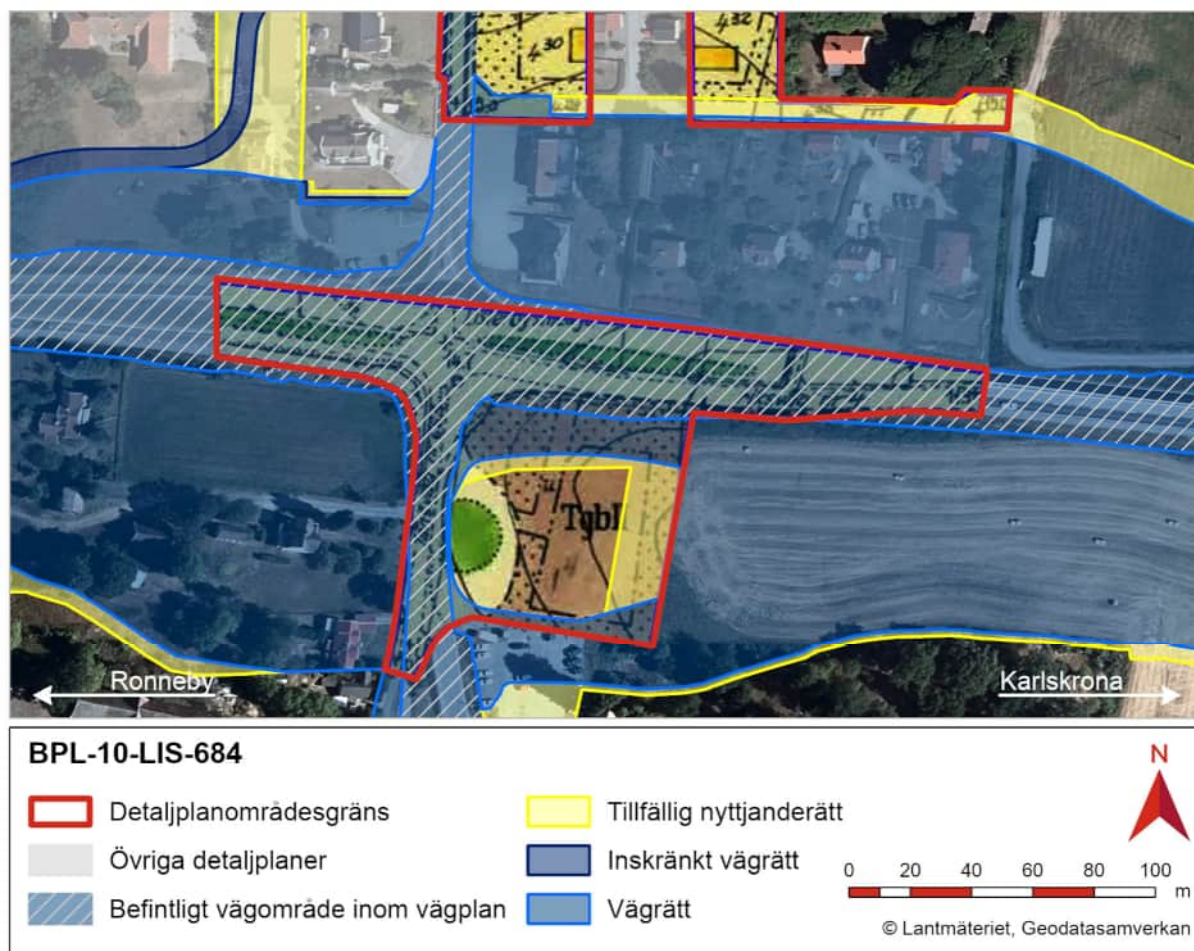 430
432
TqbI
Ronneby
Karlskrona
BPL-10-LIS-684
Detaljplanområdesgräns
Övriga detaljplaner
Befintligt vägområde inom vägplan
Tillfällig nyttjanderätt
Inskränkt vägrätt
Vägrätt
N
0 20 40 60 80 100
m
© Lantmäteriet, Geodatasamverkan